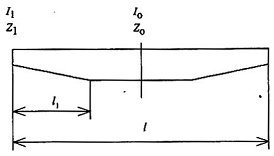 I₁ I₀
Z₁ Z₀
l₁
l